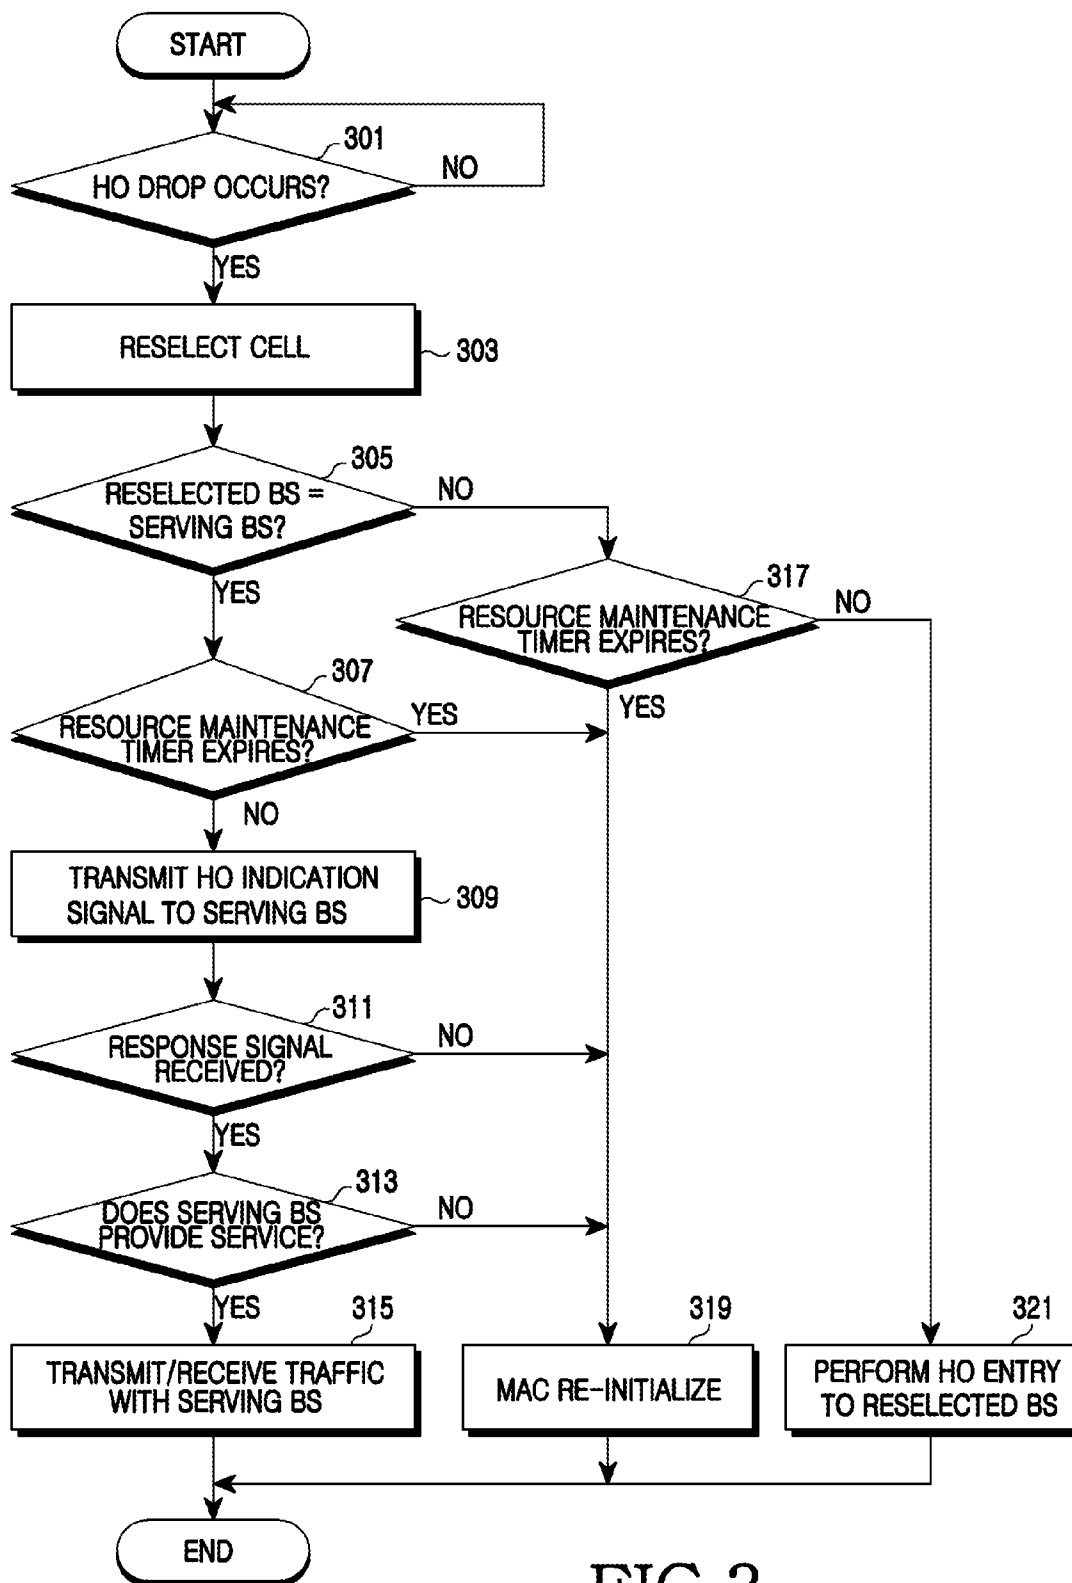 START
301
HO DROP OCCURS?
NO
YES
RESELECT CELL
303
305
RESELECTED BS =
SERVING BS?
NO
YES
317
RESOURCE MAINTENANCE
TIMER EXPIRES?
NO
YES
307
RESOURCE MAINTENANCE
TIMER EXPIRES?
YES
NO
TRANSMIT HO INDICATION
SIGNAL TO SERVING BS
309
311
RESPONSE SIGNAL
RECEIVED?
NO
YES
313
DOES SERVING BS
PROVIDE SERVICE?
NO
YES
315
TRANSMIT/RECEIVE TRAFFIC
WITH SERVING BS
319
MAC RE-INITIALIZE
321
PERFORM HO ENTRY
TO RESELECTED BS
END